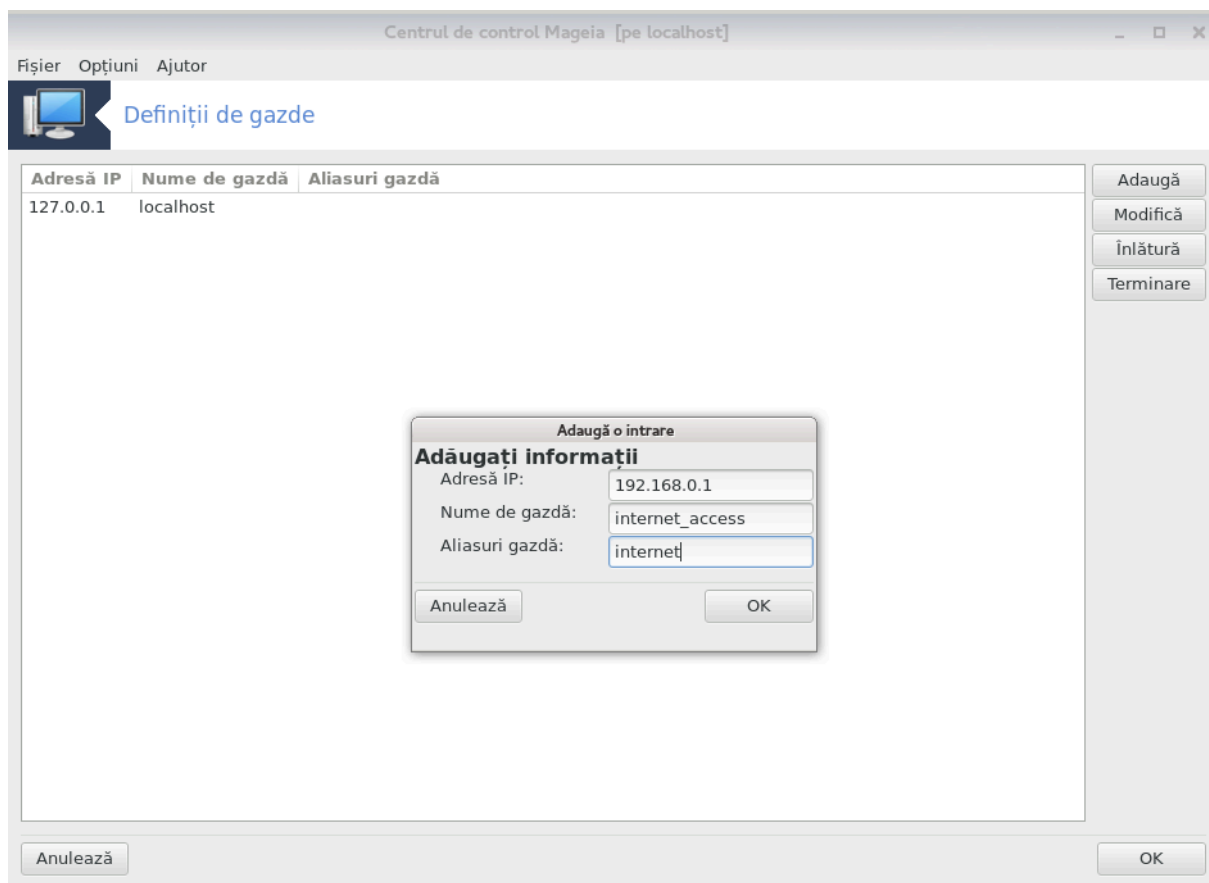 Centrul de control Mageia [pe localhost]
Fișier Opțiuni Ajutor
Definiții de gazde
Adresă IP Nume de gazdă Aliasuri gazdă
127.0.0.1 localhost
Adaugă
Modifică
Înlătură
Terminare
Adaugă o intrare
Adăugați informații
Adresă IP: 192.168.0.1
Nume de gazdă: internet_access
Aliasuri gazdă: internet
Anulează OK
Anulează OK